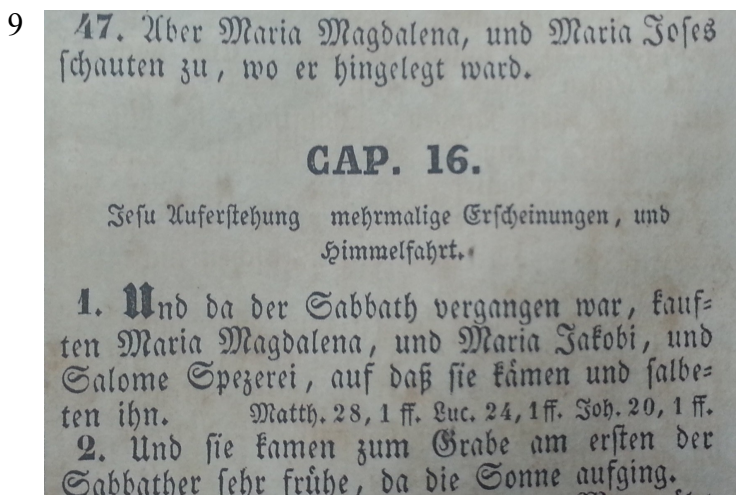 9
47. Aber Maria Magdalena, und Maria Joses
schauten zu, wo er hingelegt ward.
CAP. 16.
Jesu Auferstehung mehrmalige Erscheinungen, und
Himmelfahrt.
1. Und da der Sabbath vergangen war, kauf=
ten Maria Magdalena, und Maria Jakobi, und
Salome Spezerei, auf daß sie kämen und salbe=
ten ihn. Matth. 28, 1 ff. Luc. 24, 1ff. Joh. 20, 1 ff.
2. Und sie kamen zum Grabe am ersten der
Sabbather sehr frühe, da die Sonne aufging.